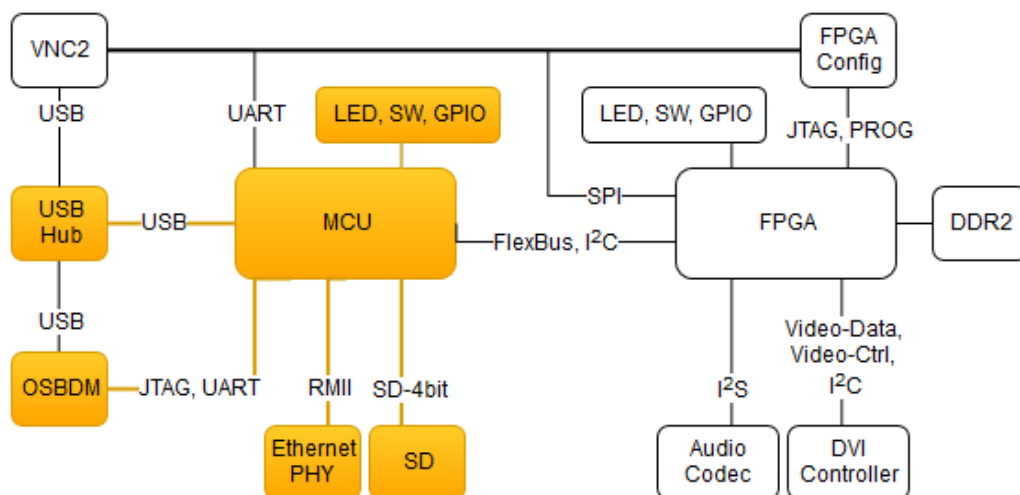 VNC2
FPGA
Config
USB
UART
LED, SW, GPIO
LED, SW, GPIO
JTAG, PROG
USB
Hub
USB
MCU
SPI
FPGA
DDR2
FlexBus, I²C
USB
OSBDM
JTAG, UART
RMII
SD-4bit
I²S
Video-Data,
Video-Ctrl,
I²C
Ethernet
PHY
SD
Audio
Codec
DVI
Controller